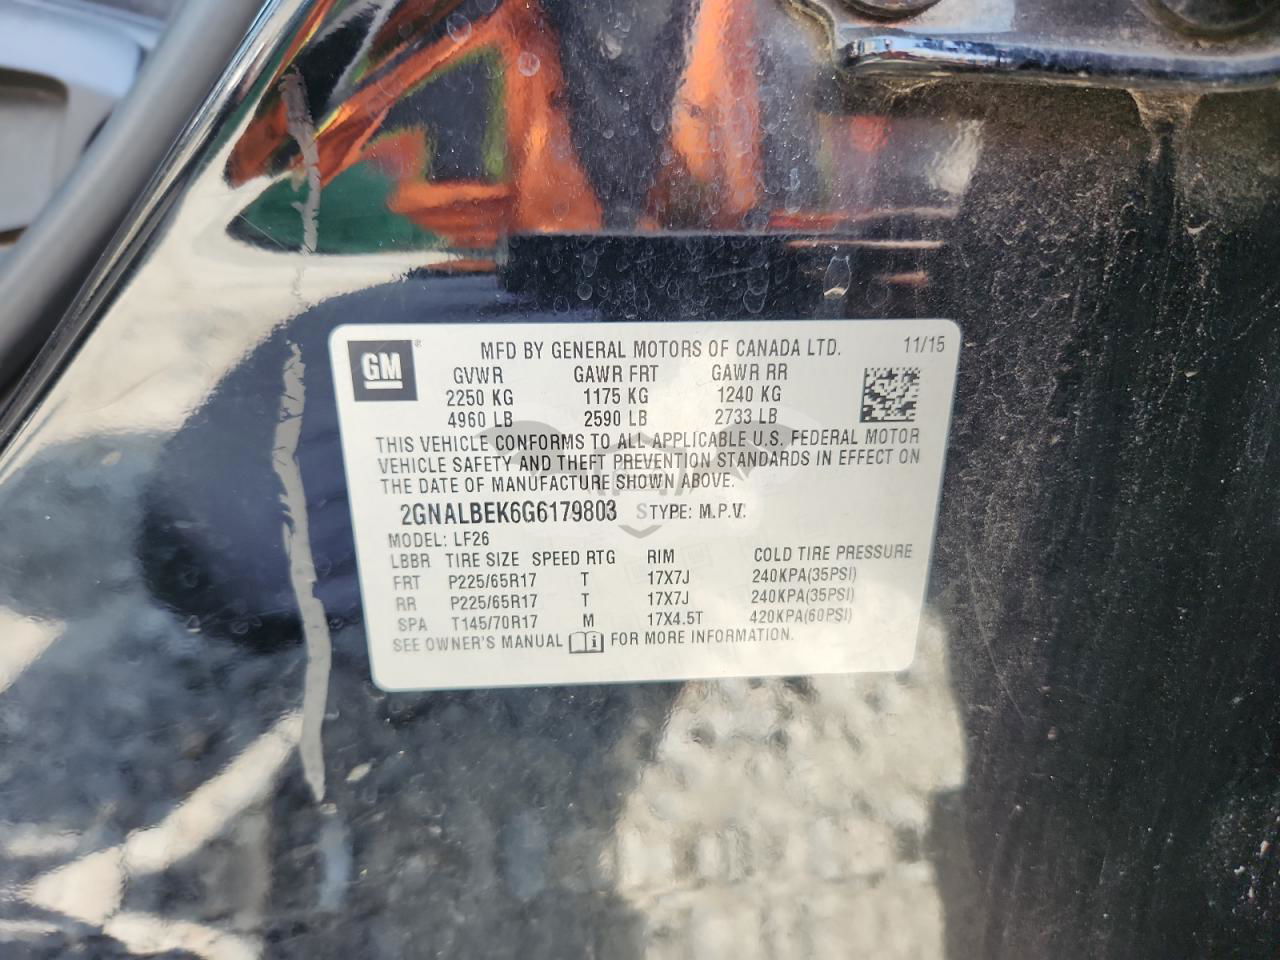 GM ® MFD BY GENERAL MOTORS OF CANADA LTD. 11/15
GVWR GAWR FRT GAWR RR
2250 KG 1175 KG 1240 KG
4960 LB 2590 LB 2733 LB
THIS VEHICLE CONFORMS TO ALL APPLICABLE U.S. FEDERAL MOTOR
VEHICLE SAFETY AND THEFT PREVENTION STANDARDS IN EFFECT ON
THE DATE OF MANUFACTURE SHOWN ABOVE.
2GNALBEK6G6179803 TYPE: M.P.V.
MODEL: LF26
LBBR TIRE SIZE SPEED RTG RIM COLD TIRE PRESSURE
FRT P225/65R17 T 17X7J 240KPA(35PSI)
RR P225/65R17 T 17X7J 240KPA(35PSI)
SPA T145/70R17 M 17X4.5T 420KPA(60PSI)
SEE OWNER'S MANUAL i FOR MORE INFORMATION.